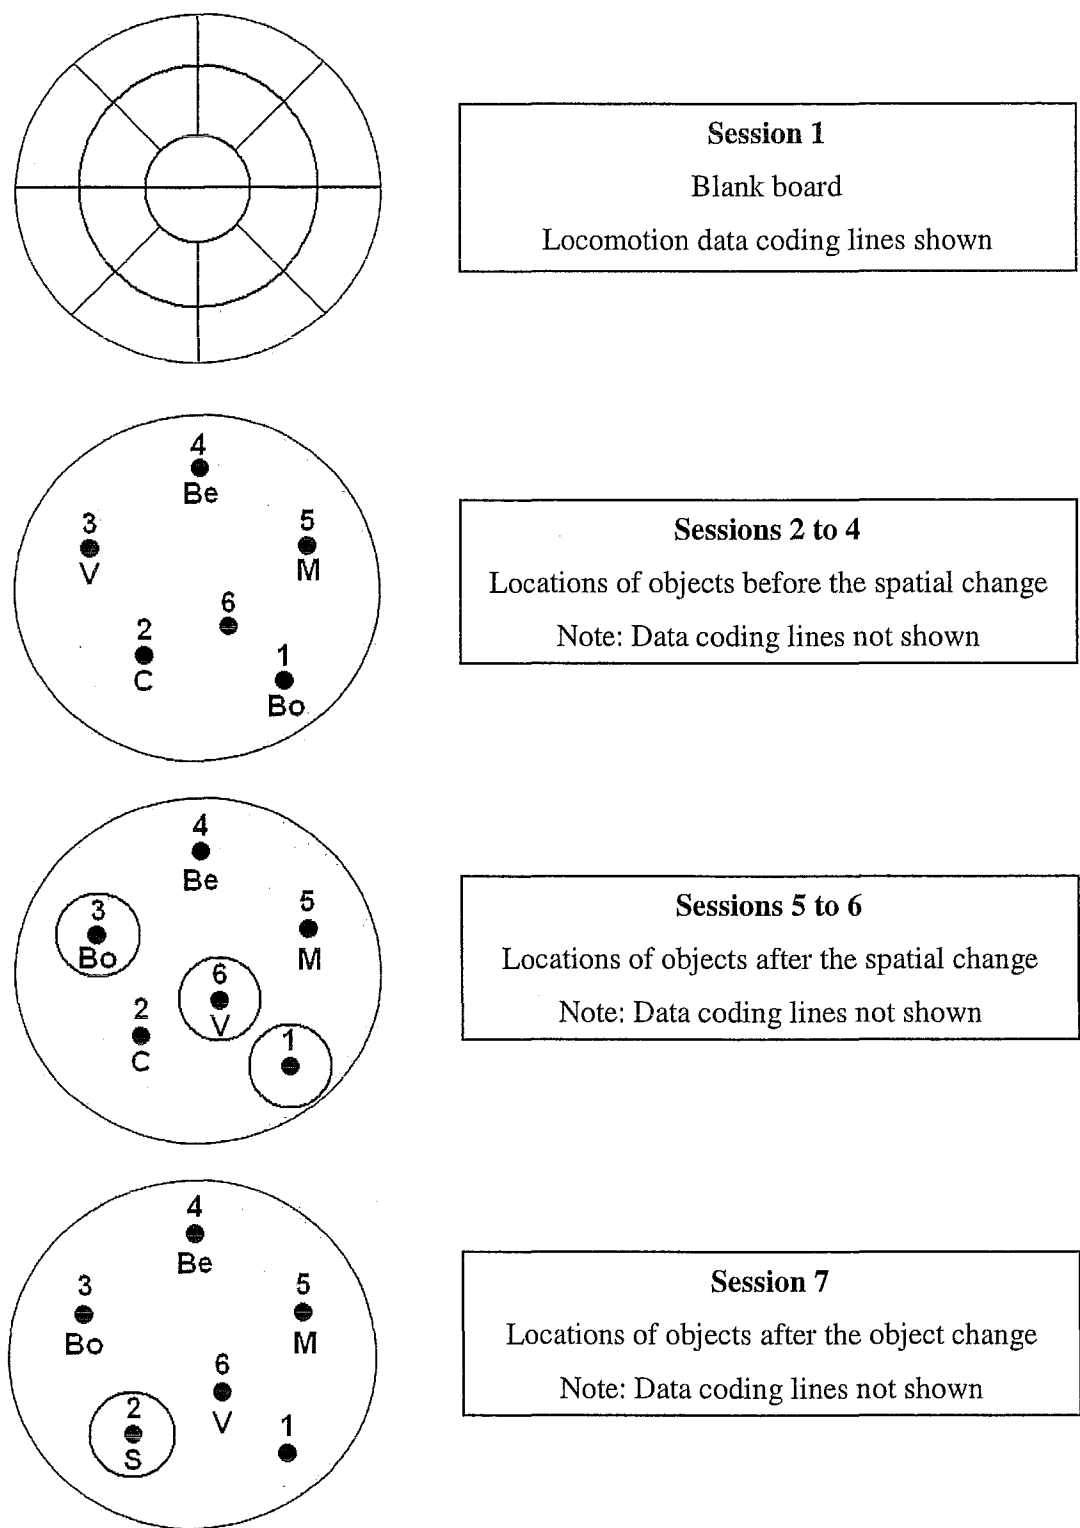 Session 1
Blank board
Locomotion data coding lines shown
4
Be
3
5
V
M
6
2
1
C
Bo
Sessions 2 to 4
Locations of objects before the spatial change
Note: Data coding lines not shown
4
Be
3
5
Bo
M
6
2
V
1
C
Sessions 5 to 6
Locations of objects after the spatial change
Note: Data coding lines not shown
4
Be
3
5
Bo
M
6
2
V
1
S
Session 7
Locations of objects after the object change
Note: Data coding lines not shown